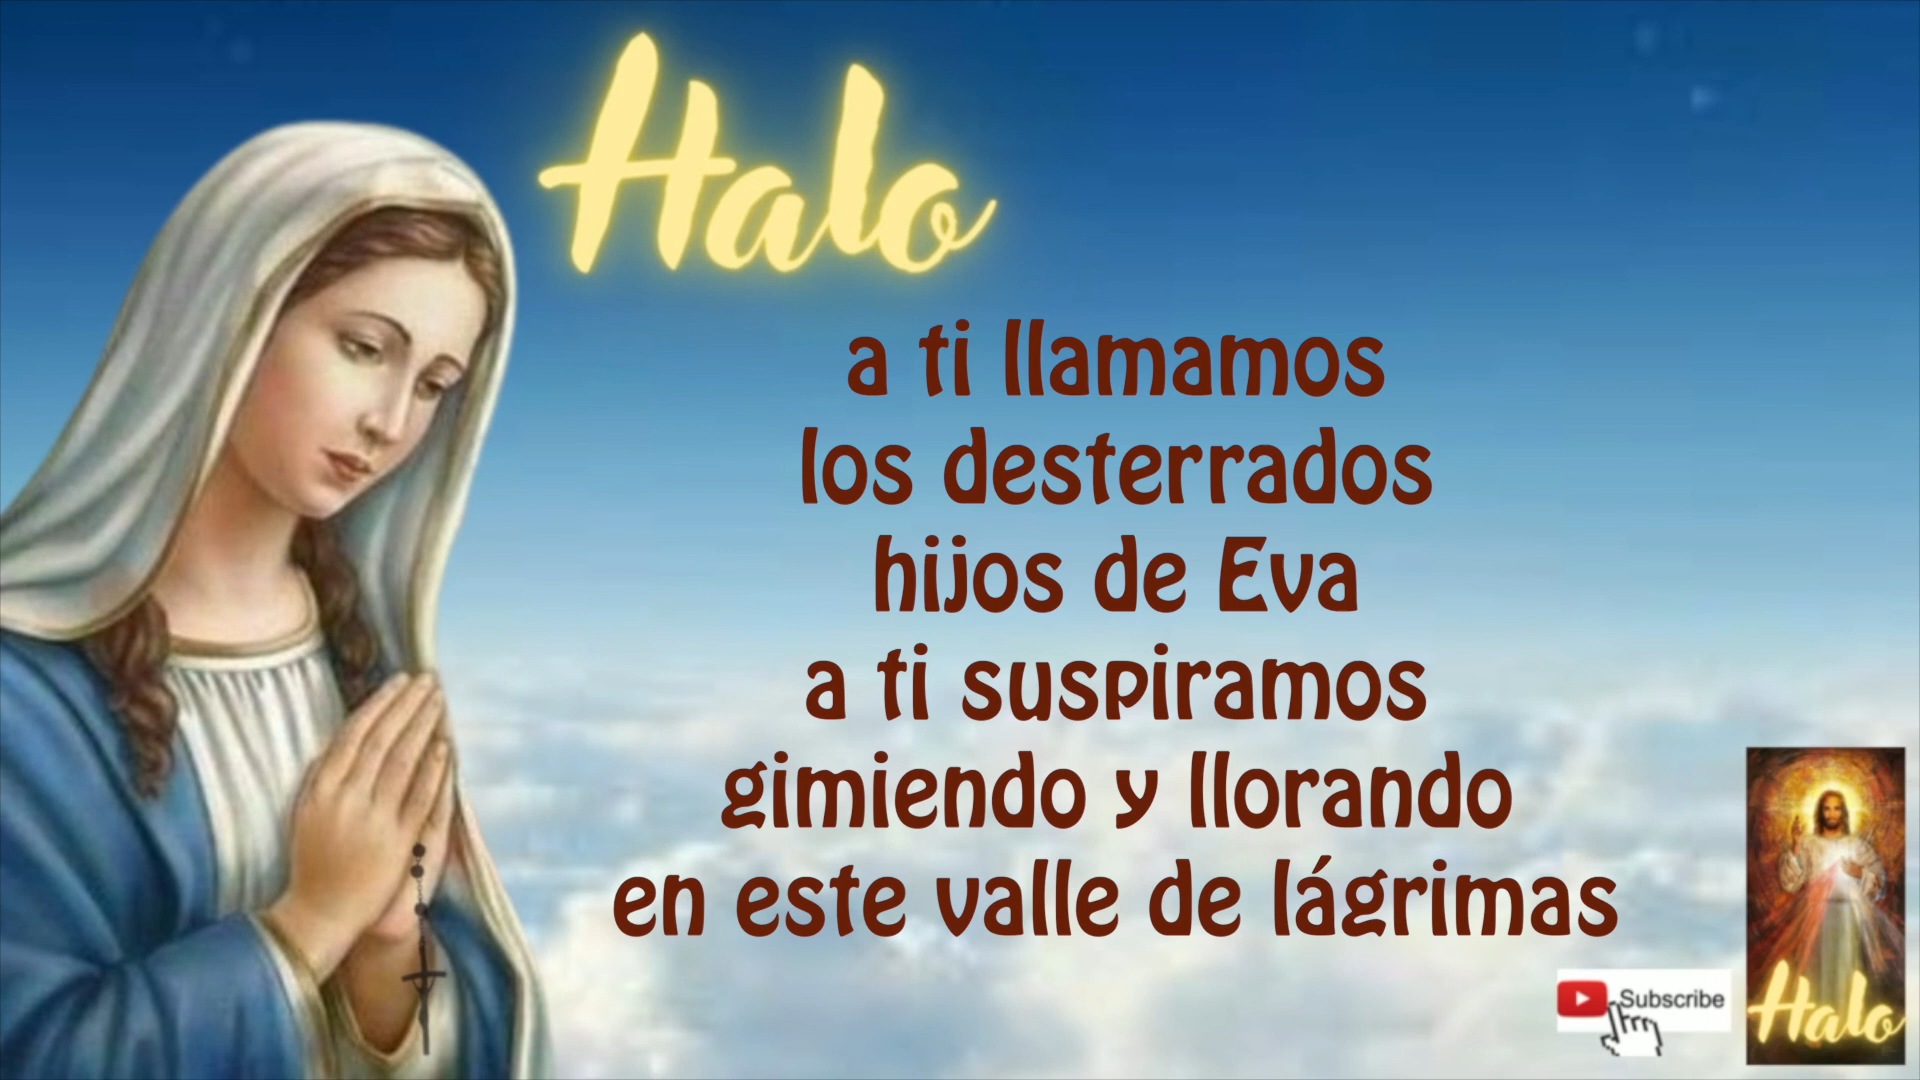 Halo
a ti llamamos
los desterrados
hijos de Eva
a ti suspiramos
gimiendo y llorando
en este valle de lágrimas
Subscribe
Halo